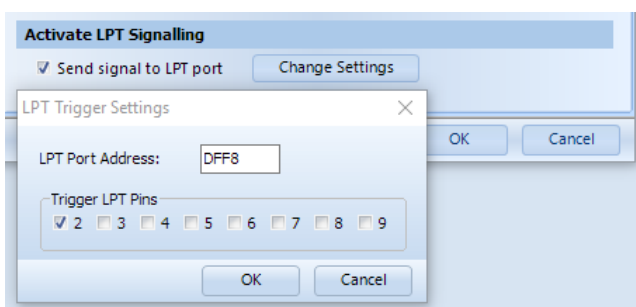 Activate LPT Signalling
Send signal to LPT port Change Settings
LPT Trigger Settings
OK Cancel
LPT Port Address: DFF8
Trigger LPT Pins
2 3 4 5 6 7 8 9
OK Cancel